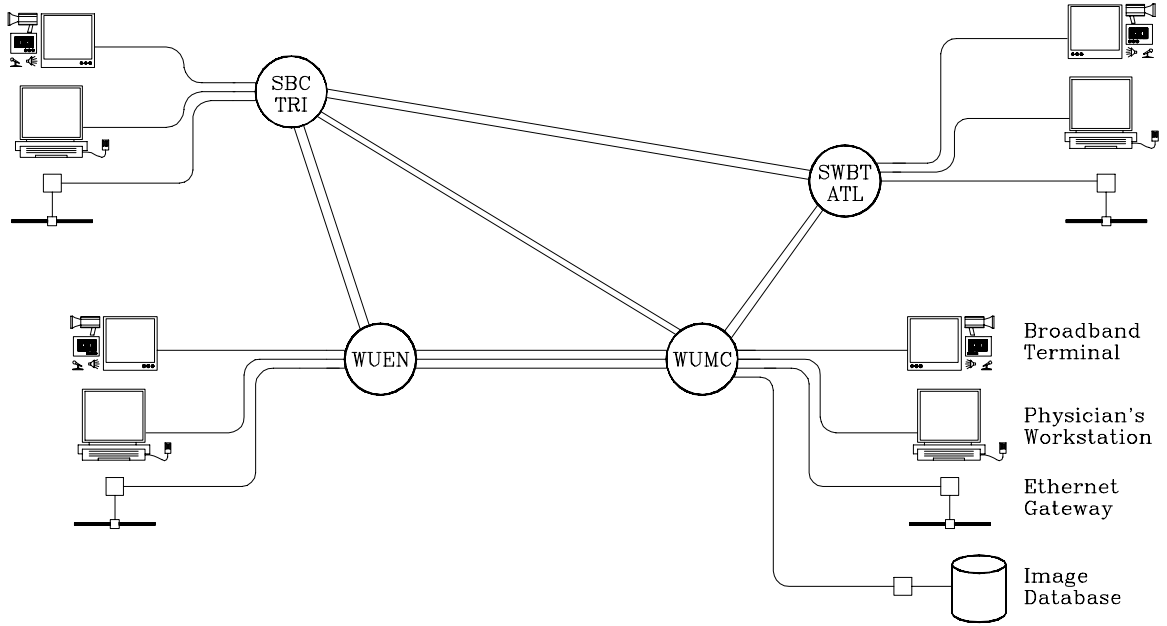 SBC
TRI
SWBT
ATL
WUEN
WUMC
Broadband
Terminal
Physician's
Workstation
Ethernet
Gateway
Image
Database